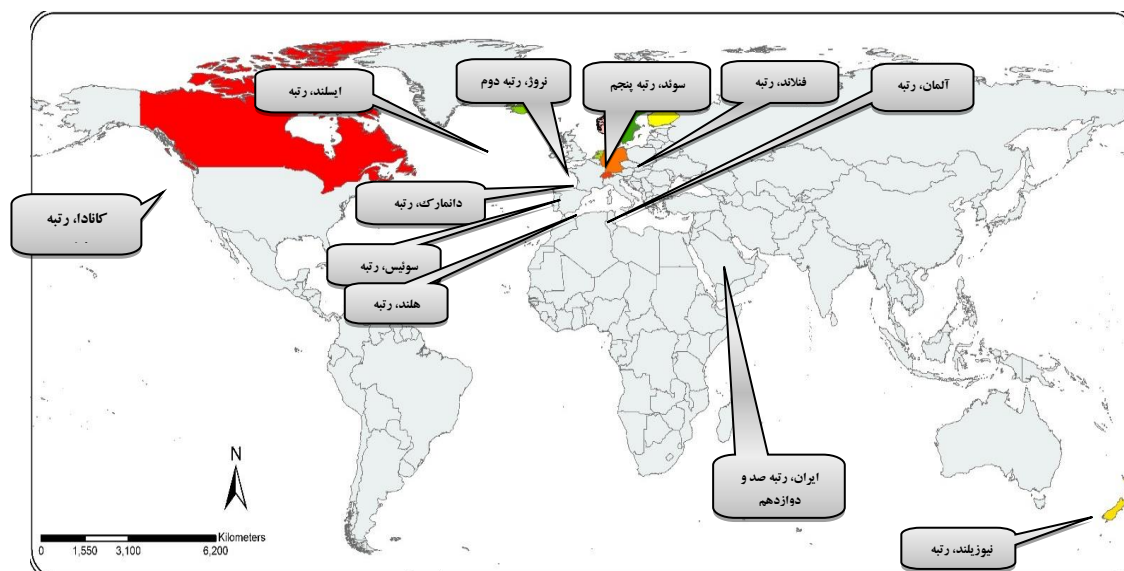 نروژ، رتبه دوم
سوئد، رتبه پنجم
فنلاند، رتبه
آلمان، رتبه
ایسلند، رتبه
دانمارک، رتبه
کانادا، رتبه
سوئیس، رتبه
هلند، رتبه
ایران، رتبه صد و
دوازدهم
نیوزیلند، رتبه
N
Kilometers
0 1,550 3,100 6,200